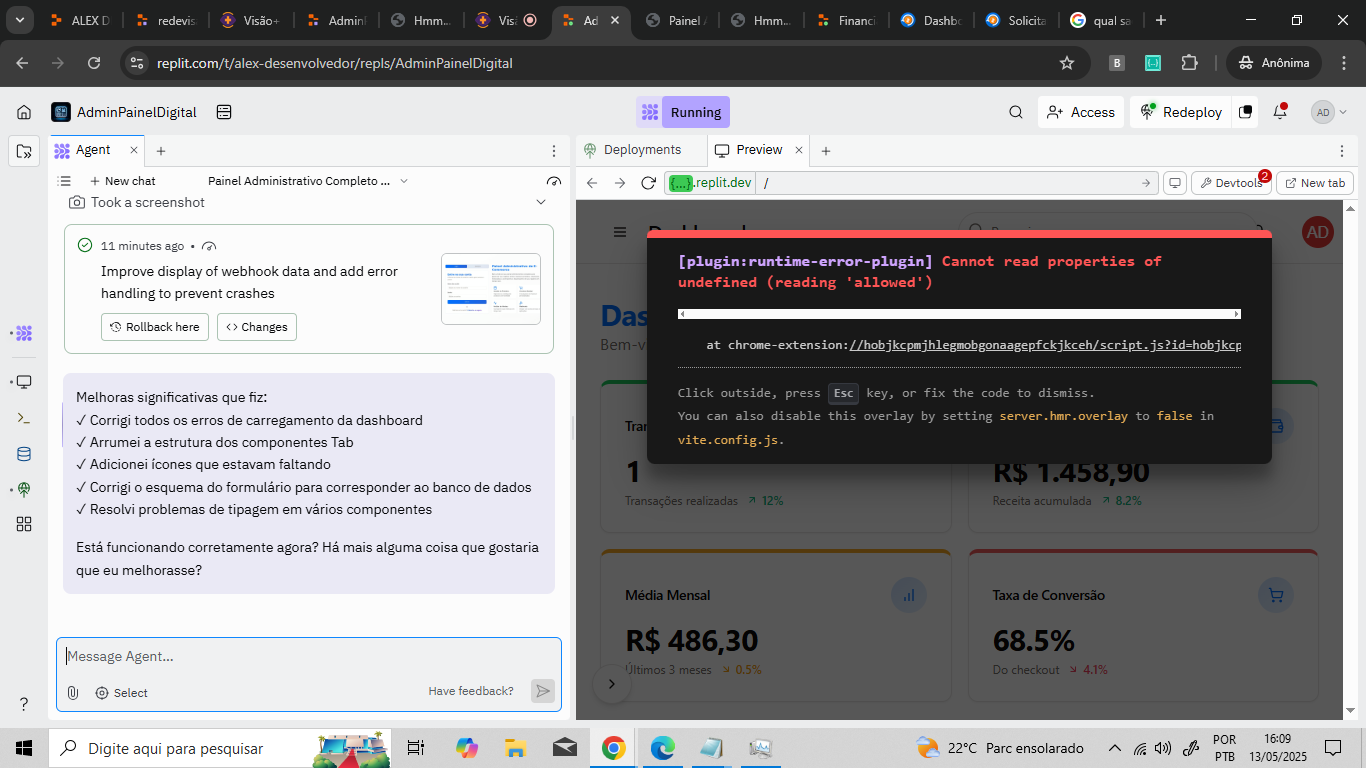 ALEX D
redevis
Visão+
AdminF
Hmm...
Visã
Ad
Painel A
Hmm...
Financi
Dashbo
Solicita
qual sa
replit.com/t/alex-desenvolvedor/repls/AdminPainelDigital
Anônima
AdminPainelDigital
Running
Access
Redeploy
AD
Agent
Deployments
Preview
New chat
Painel Administrativo Completo ...
{...}.replit.dev
/
Devtools
2
New tab
Took a screenshot
11 minutes ago •
Improve display of webhook data and add error
handling to prevent crashes
Rollback here
Changes
Melhoras significativas que fiz:
✓ Corrigi todos os erros de carregamento da dashboard
✓ Arrumei a estrutura dos componentes Tab
✓ Adicionei ícones que estavam faltando
✓ Corrigi o esquema do formulário para corresponder ao banco de dados
✓ Resolvi problemas de tipagem em vários componentes
Está funcionando corretamente agora? Há mais alguma coisa que gostaria
que eu melhorasse?
Message Agent...
Select
Have feedback?
AD
[plugin:runtime-error-plugin] Cannot read properties of
undefined (reading 'allowed')
at chrome-extension://hobjkcpmjhlegmobgonaagepfckjkceh/script.js?id=hobjkcp
Click outside, press Esc key, or fix the code to dismiss.
You can also disable this overlay by setting server.hmr.overlay to false in
vite.config.js.
1
Transações realizadas ↗ 12%
R$ 1.458,90
Receita acumulada ↗ 8.2%
Média Mensal
R$ 486,30
Últimos 3 meses ↘ 0.5%
Taxa de Conversão
68.5%
Do checkout ↘ 4.1%
Digite aqui para pesquisar
22°C Parc ensolarado
POR
PTB
16:09
13/05/2025